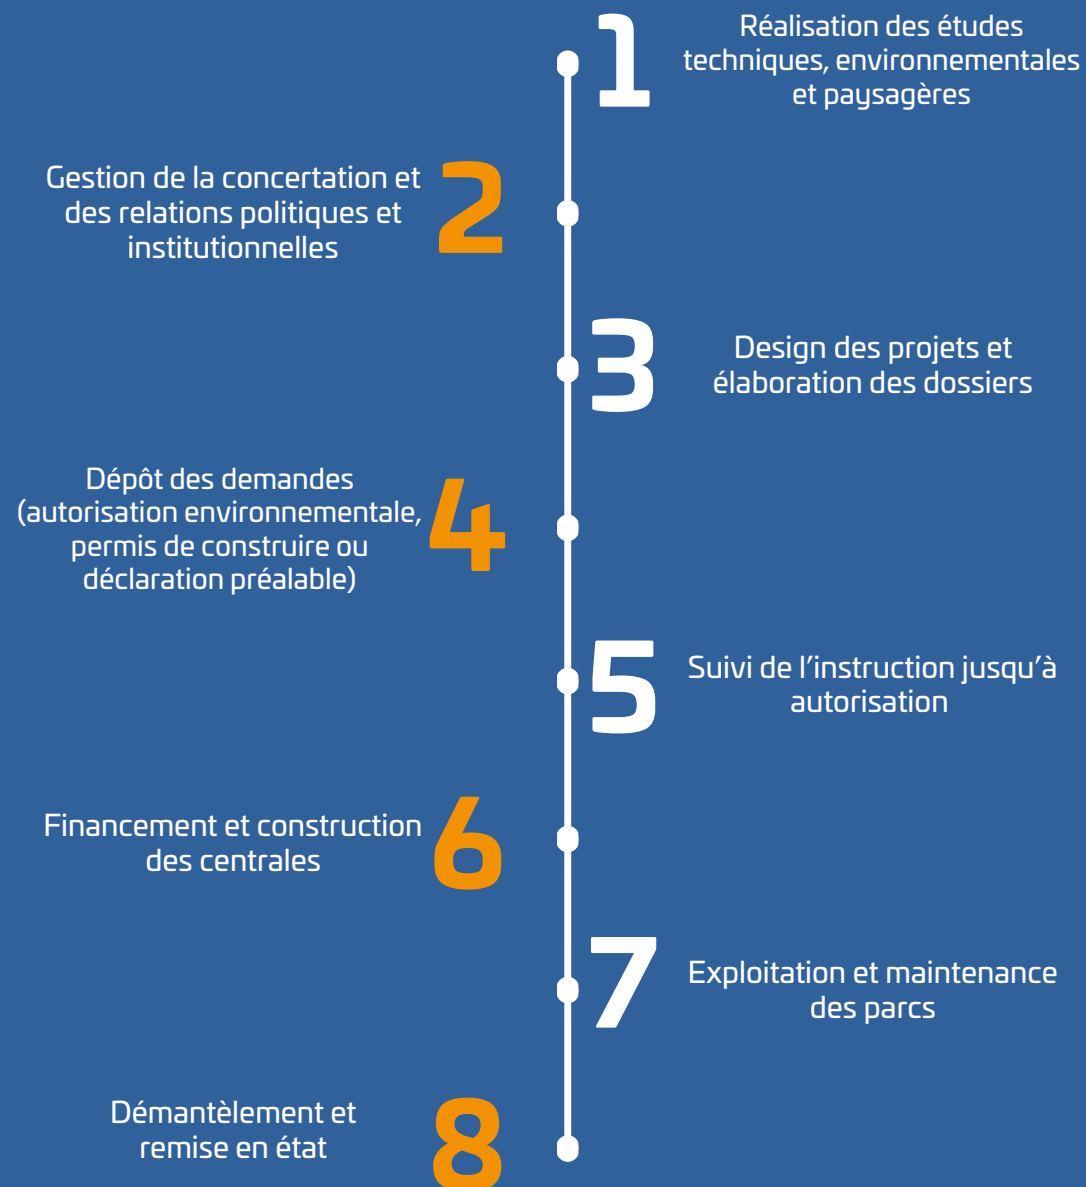 1
Réalisation des études
techniques, environnementales
et paysagères
Gestion de la concertation et
des relations politiques et
institutionnelles
2
3
Design des projets et
élaboration des dossiers
Dépôt des demandes
(autorisation environnementale,
permis de construire ou
déclaration préalable)
4
5
Suivi de l’instruction jusqu’à
autorisation
Financement et construction
des centrales
6
7
Exploitation et maintenance
des parcs
Démantèlement et
remise en état
8